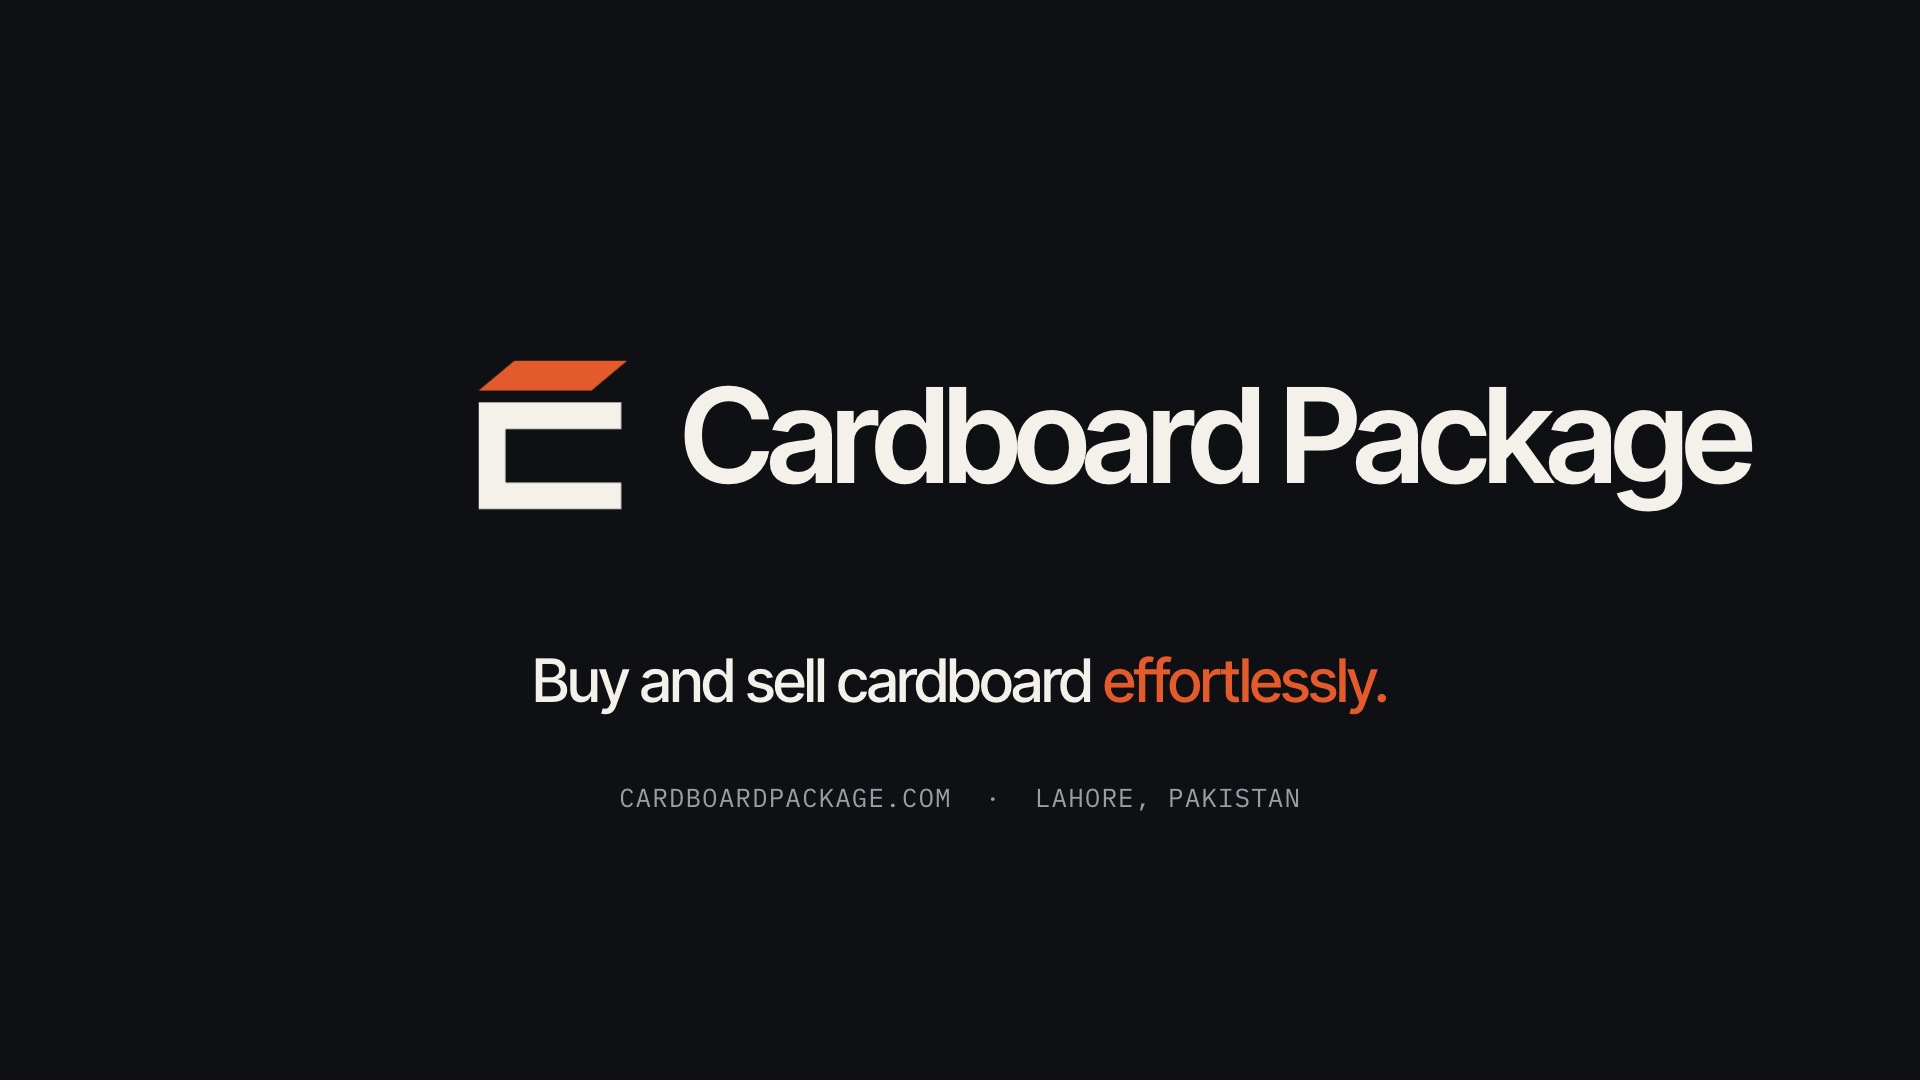 Cardboard Package
Buy and sell cardboard effortlessly.
CARDBOARDPACKAGE.COM · LAHORE, PAKISTAN